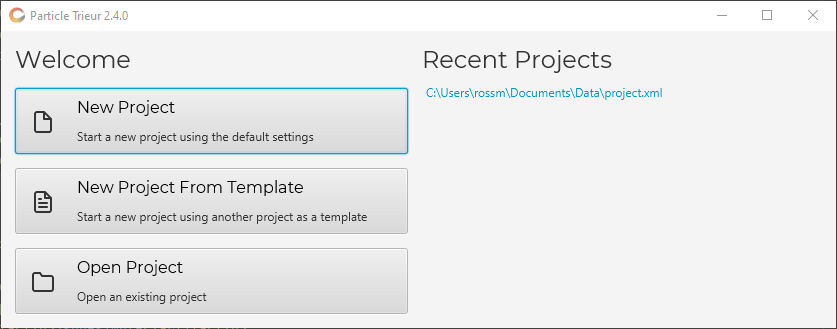 Particle Trieur 2.4.0
Welcome
New Project
Start a new project using the default settings
New Project From Template
Start a new project using another project as a template
Open Project
Open an existing project
Recent Projects
C:\Users\rossm\Documents\Data\project.xml